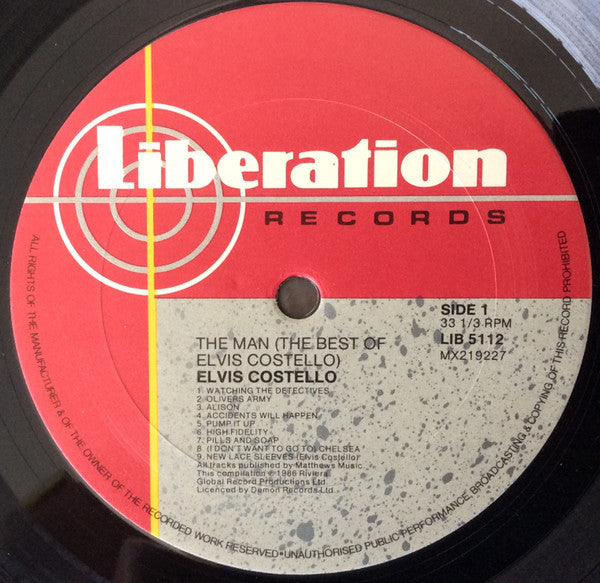 Liberation
RECORDS
SIDE 1
33 1/3 RPM
LIB 5112
MX219227
THE MAN (THE BEST OF
ELVIS COSTELLO)
ELVIS COSTELLO
1 WATCHING THE DETECTIVES
2. OLIVERS ARMY
3. ALISON
4. ACCIDENTS WILL HAPPEN
5. PUMP IT UP
6. HIGH FIDELITY
7. PILLS AND SOAP
8. (I DON'T WANT TO GO TO) CHELSEA
9. NEW LACE SLEEVES (Elvis Costello)
All tracks published by Matthews Music.
This compilation ℗ 1986 Riviera
Global Record Productions Ltd
Licenced by Demon Records Ltd
ALL RIGHTS OF THE MANUFACTURER & OF THE OWNER OF THE RECORDED WORK RESERVED•UNAUTHORISED PUBLIC PERFORMANCE, BROADCASTING & COPYING OF THIS RECORD PROHIBITED